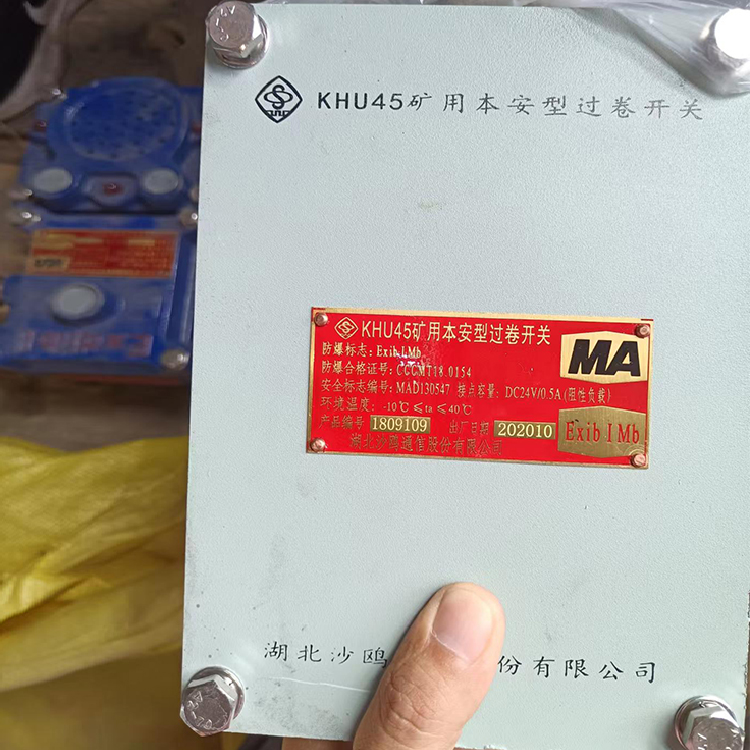 KHU45矿用本安型过卷开关
KHU45矿用本安型过卷开关
防爆标志：Exib I Mb
防爆合格证号：CCCMT18.0154
安全标志编号：MAD130547 接点容量：DC24V/0.5A(阻性负载)
环境温度：-10℃≤ta≤40℃
产品编号 1809109 出厂日期 202010
湖北沙鸥通信股份有限公司
MA
Exib I Mb
湖北沙鸥 份有限公司